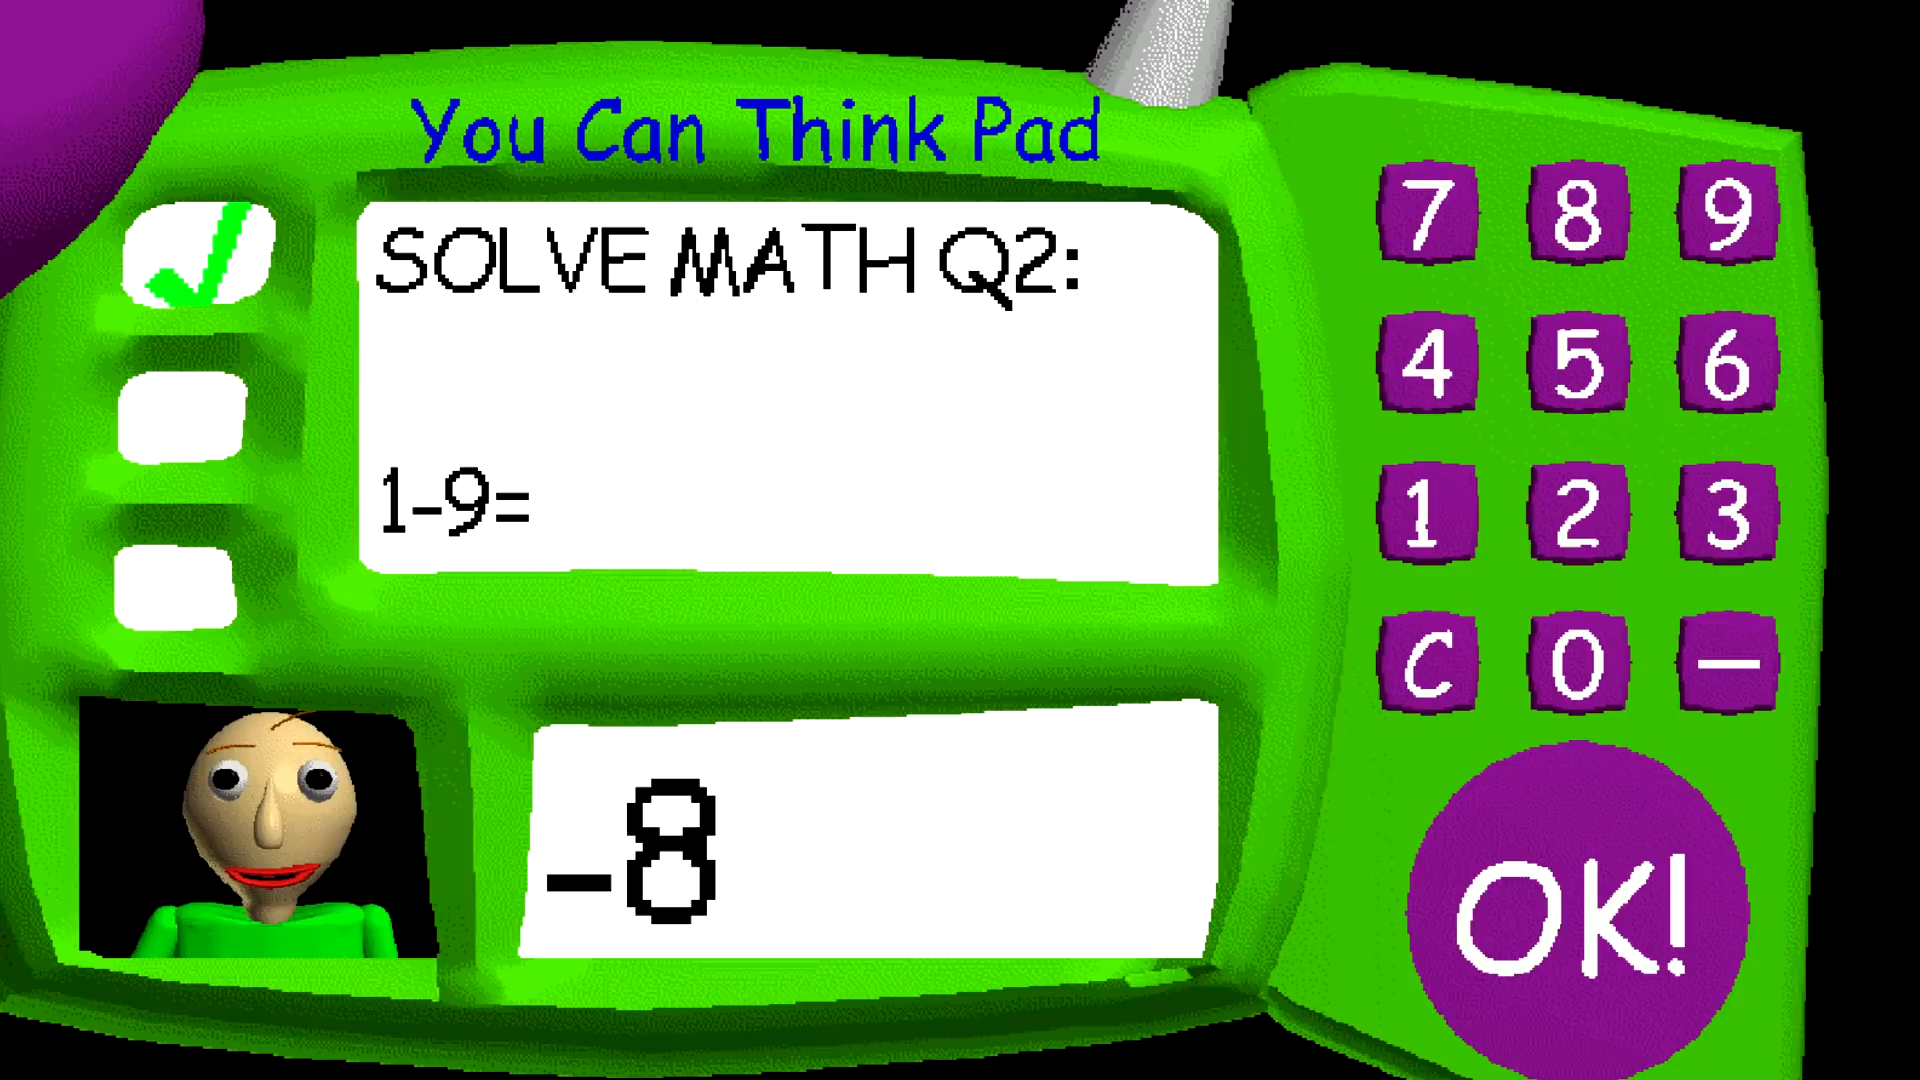 You Can Think Pad
SOLVE MATH Q2:
1-9=
-8
7 8 9
4 5 6
1 2 3
C 0 −
OK!